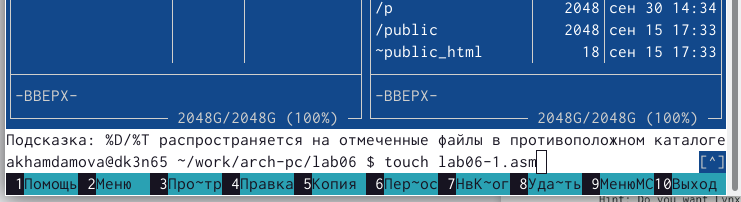 /p 2048 сен 30 14:34
/public 2048 сен 15 17:33
~public_html 18 сен 15 17:33
-ВВЕРХ- -ВВЕРХ-
2048G/2048G (100%) 2048G/2048G (100%)
Подсказка: %D/%T распространяется на отмеченные файлы в противоположном каталоге
akhamdamova@dk3n65 ~/work/arch-pc/lab06 $ touch lab06-1.asm [^]
1Помощь 2Меню 3Про~тр 4Правка 5Копия 6Пер~ос 7НвК~ог 8Уда~ть 9МенюMC 10Выход
Hint: Do you want Lynx